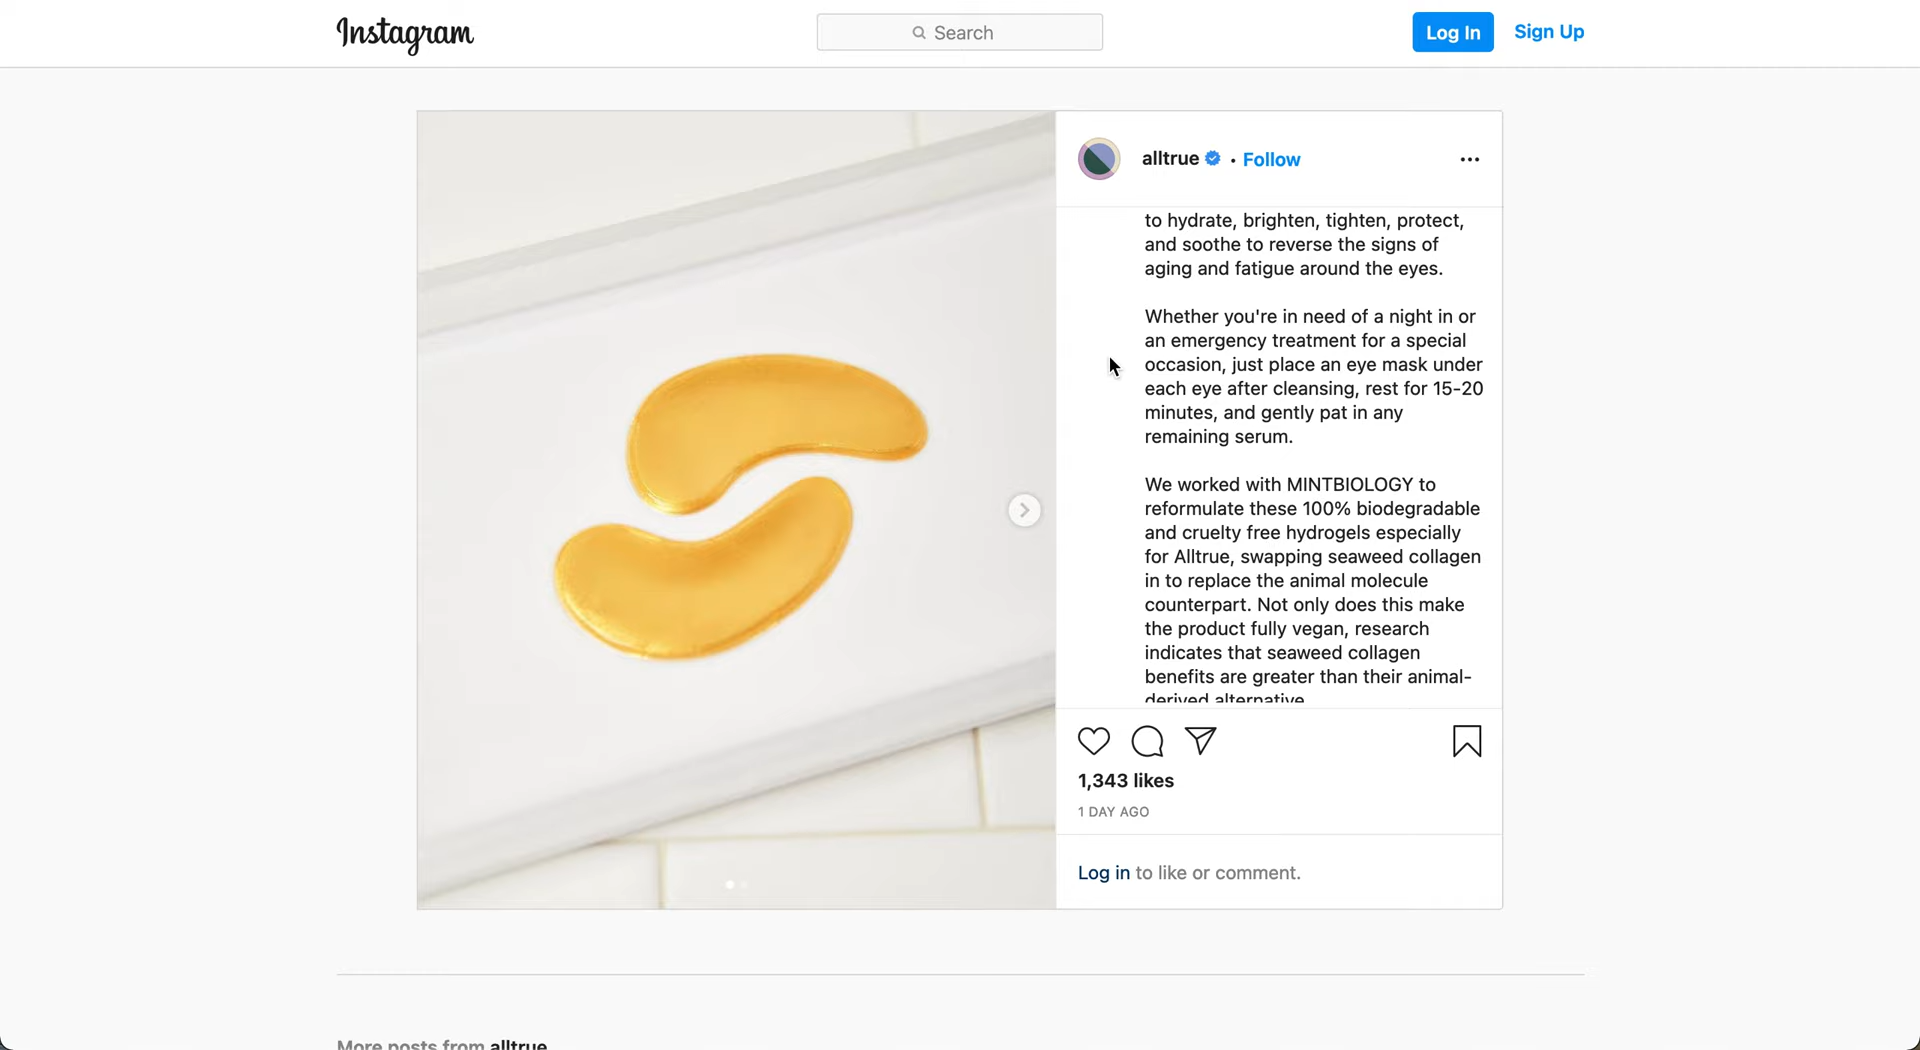 Instagram
Search
Log In
Sign Up
alltrue • Follow
to hydrate, brighten, tighten, protect,
and soothe to reverse the signs of
aging and fatigue around the eyes.
Whether you're in need of a night in or
an emergency treatment for a special
occasion, just place an eye mask under
each eye after cleansing, rest for 15-20
minutes, and gently pat in any
remaining serum.
We worked with MINTBIOLOGY to
reformulate these 100% biodegradable
and cruelty free hydrogels especially
for Alltrue, swapping seaweed collagen
in to replace the animal molecule
counterpart. Not only does this make
the product fully vegan, research
indicates that seaweed collagen
benefits are greater than their animal-
derived alternative.
1,343 likes
1 DAY AGO
Log in to like or comment.
More posts from alltrue